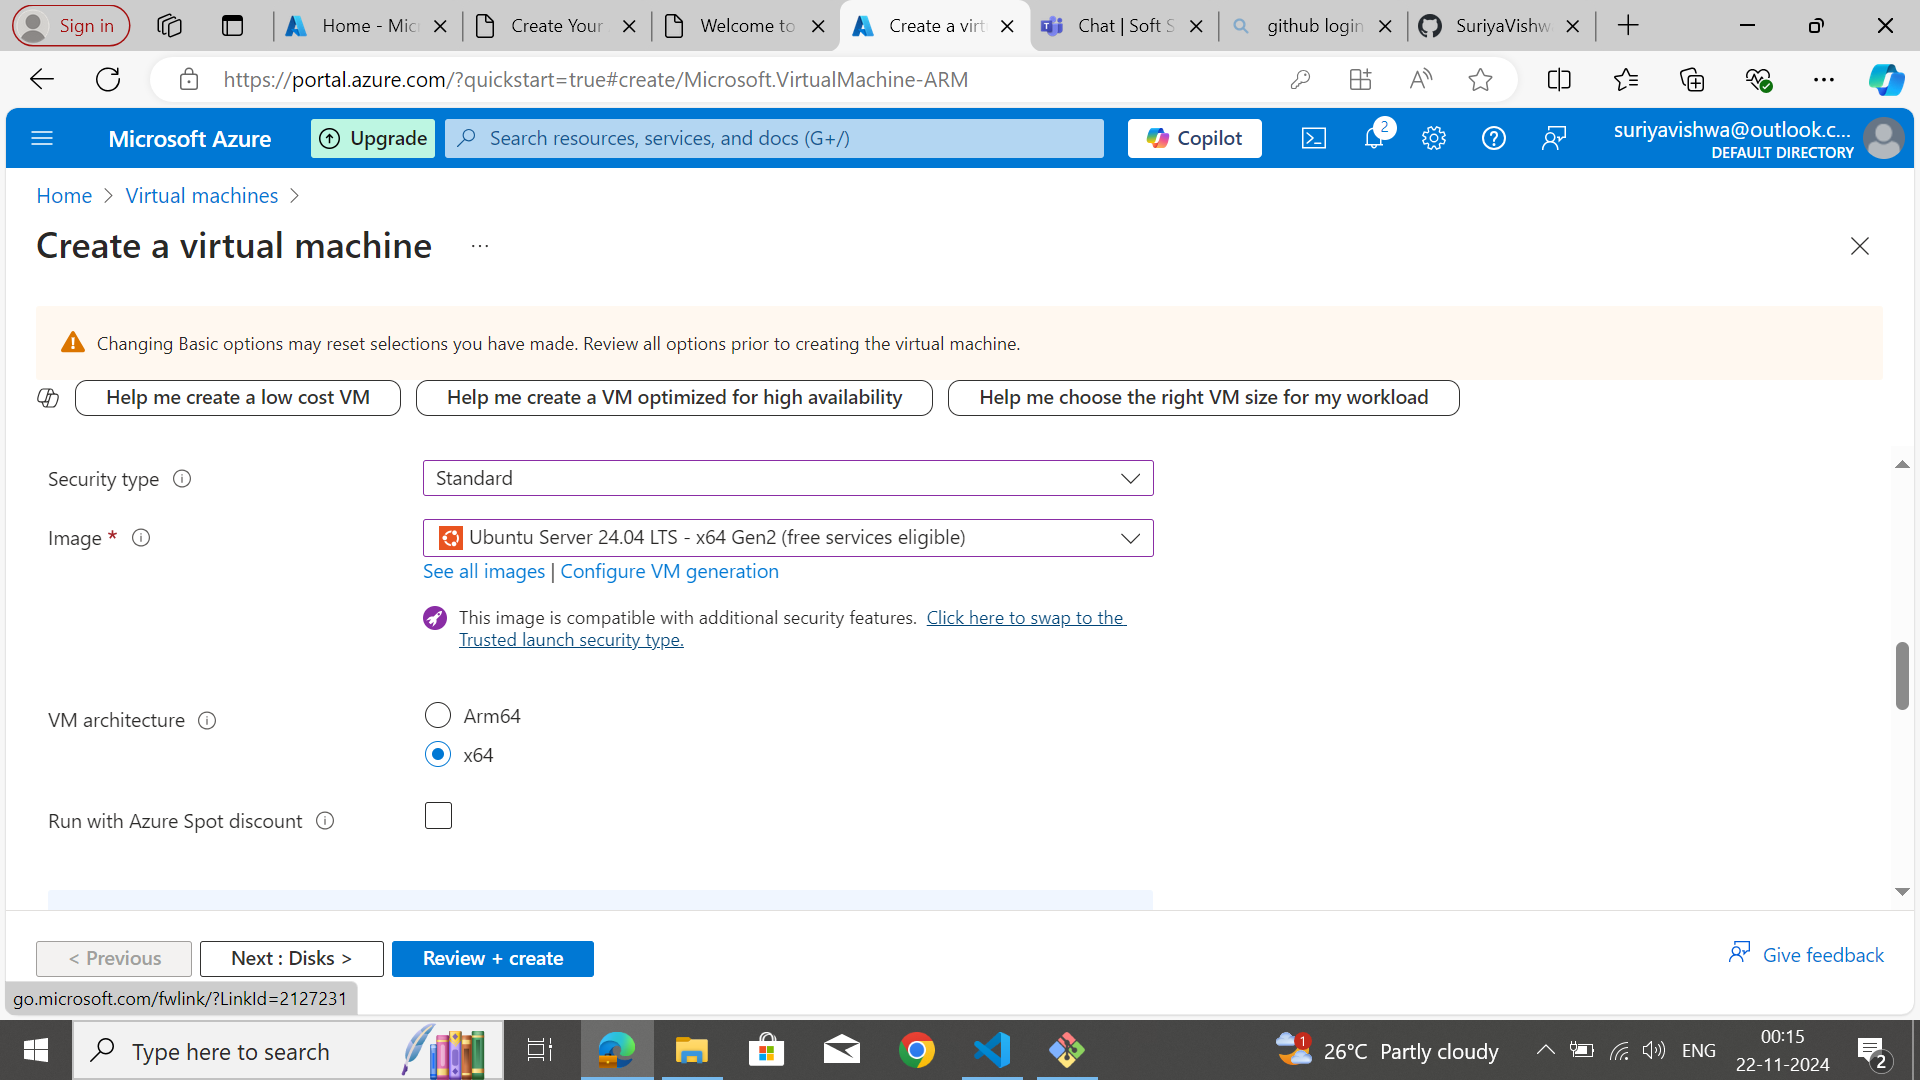 Sign in
Home - Mic
Create Your
Welcome to
Create a virt
Chat | Soft S
github login
SuriyaVishw
https://portal.azure.com/?quickstart=true#create/Microsoft.VirtualMachine-ARM
Microsoft Azure
Upgrade
Search resources, services, and docs (G+/)
Copilot
2
suriyavishwa@outlook.c...
DEFAULT DIRECTORY
Home > Virtual machines >
Create a virtual machine ...
Changing Basic options may reset selections you have made. Review all options prior to creating the virtual machine.
Help me create a low cost VM
Help me create a VM optimized for high availability
Help me choose the right VM size for my workload
Security type
Standard
Image *
Ubuntu Server 24.04 LTS - x64 Gen2 (free services eligible)
See all images | Configure VM generation
This image is compatible with additional security features. Click here to swap to the
Trusted launch security type.
VM architecture
Arm64
x64
Run with Azure Spot discount
< Previous
Next : Disks >
Review + create
Give feedback
go.microsoft.com/fwlink/?LinkId=2127231
Type here to search
1
26°C Partly cloudy
ENG
00:15
22-11-2024
2